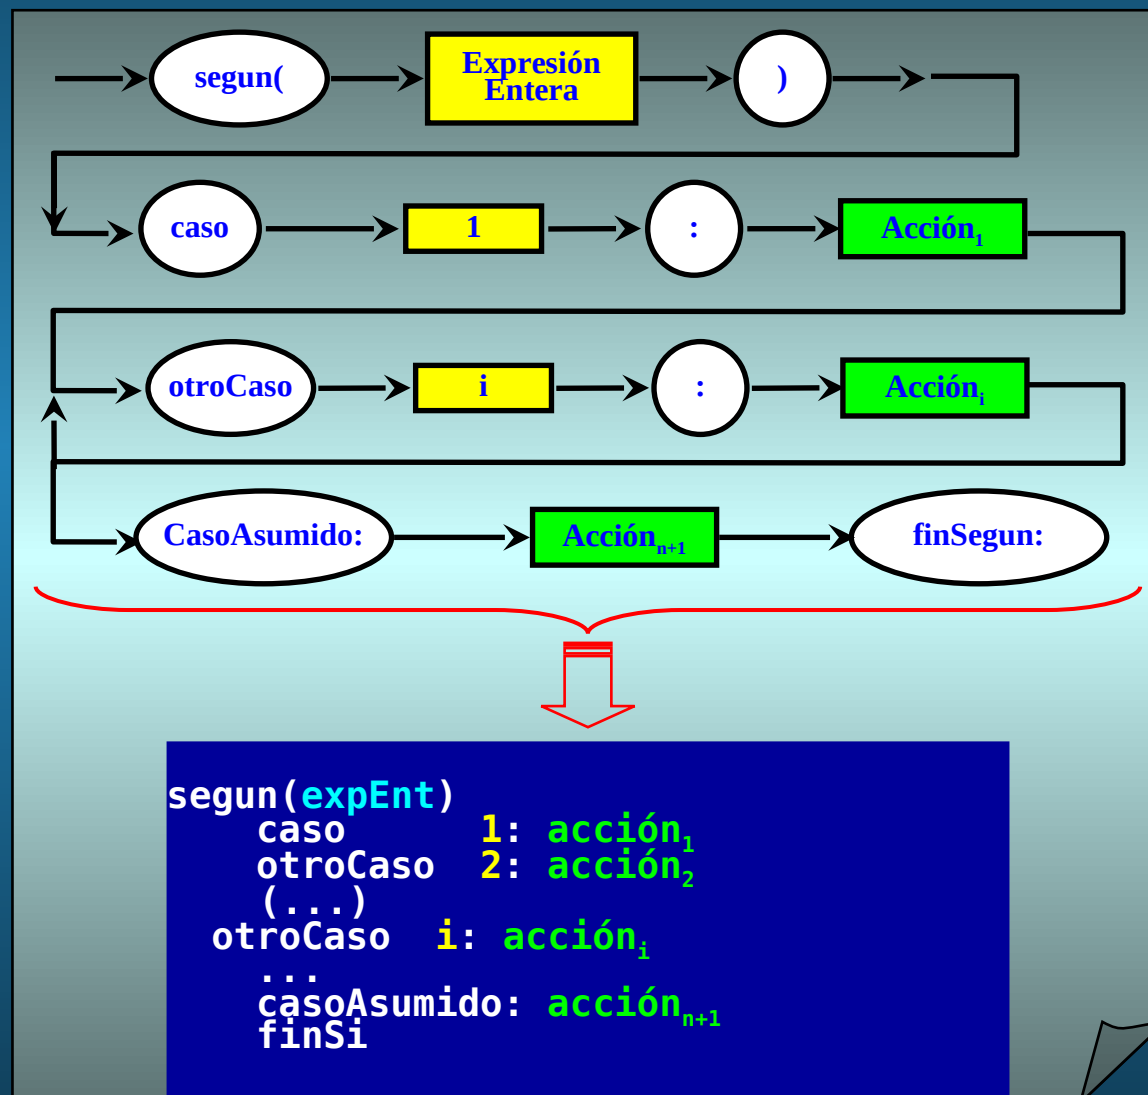 segun( Expresión Entera )
caso 1 : Acción1
otroCaso i : Accióni
CasoAsumido: Acciónn+1 finSegun:
segun(expEnt)
caso 1: acción1
otroCaso 2: acción2
(...)
otroCaso i: accióni
...
casoAsumido: acciónn+1
finSi